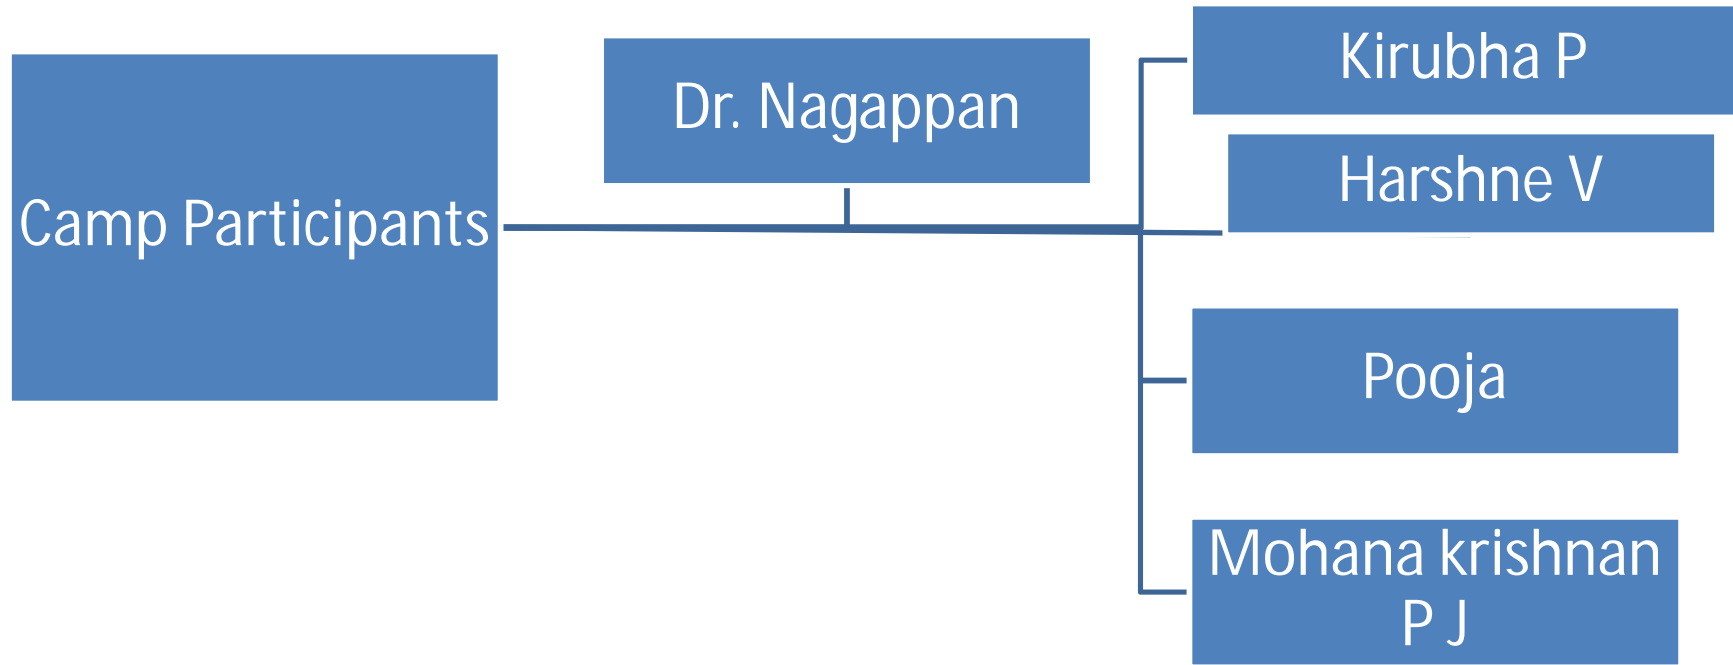 Camp Participants
Dr. Nagappan
Kirubha P
Harshne V
Pooja
Mohana krishnan
P J